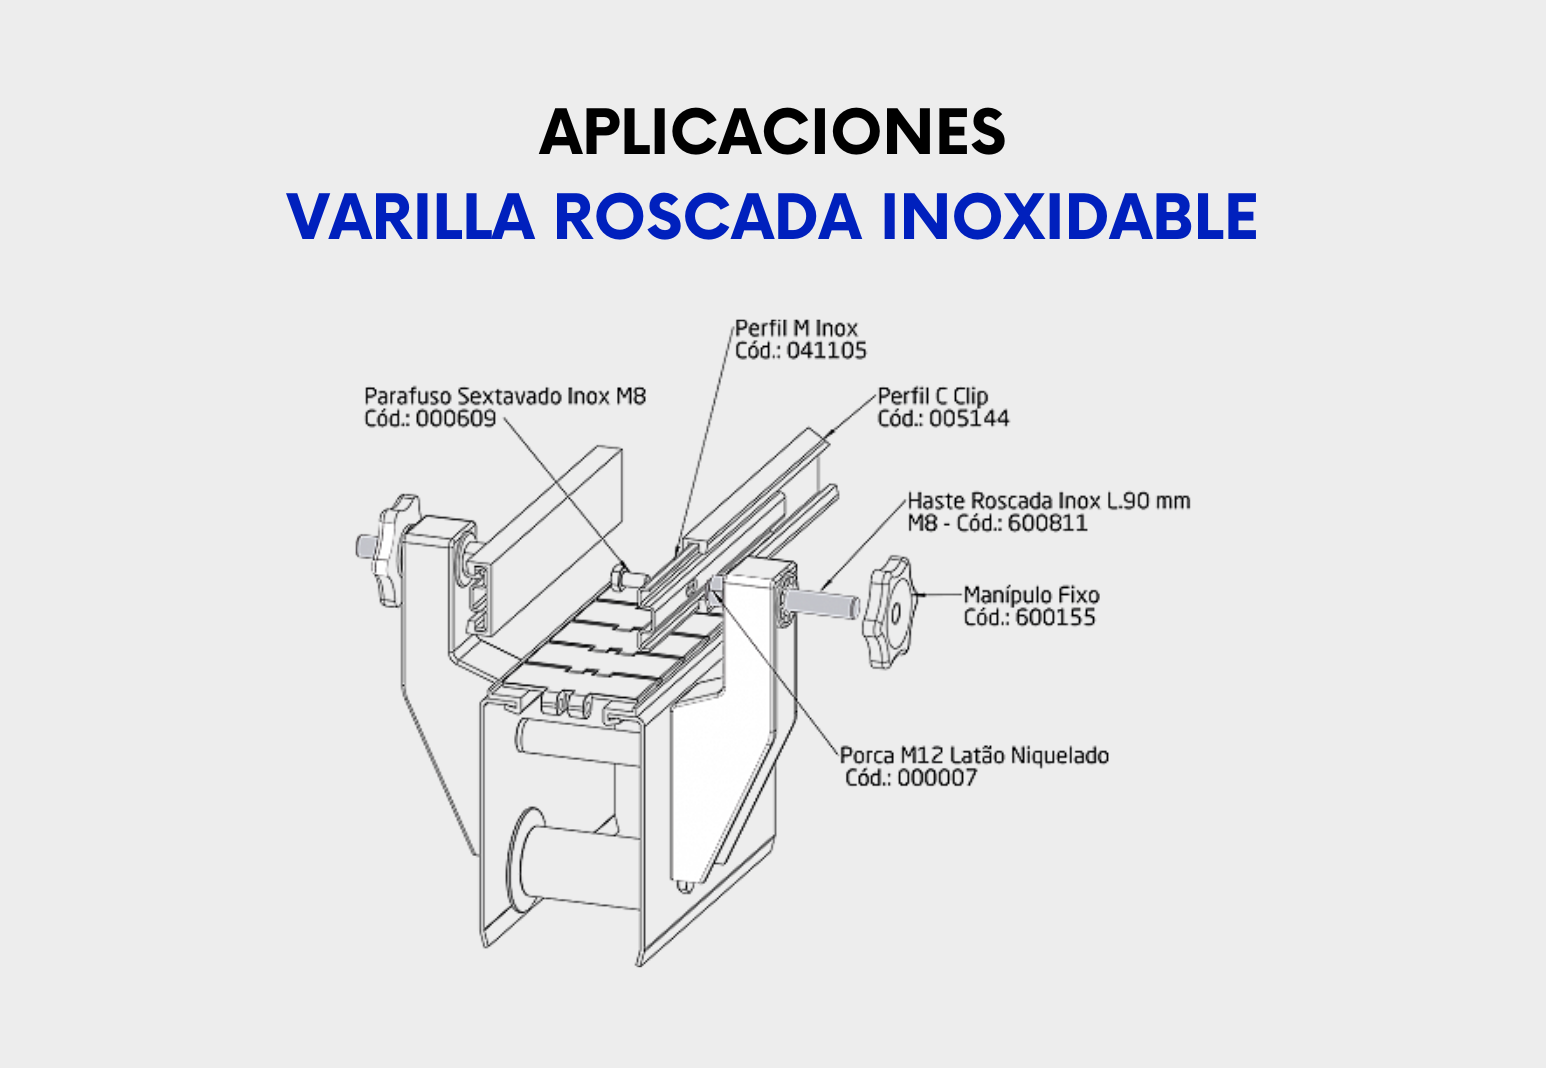 APLICACIONES
VARILLA ROSCADA INOXIDABLE
Perfil M Inox
Cód.: 041105
Parafuso Sextavado Inox M8
Cód.: 000609
Perfil C Clip
Cód.: 005144
Haste Roscada Inox L.90 mm
M8 - Cód.: 600811
Manípulo Fixo
Cód.: 600155
Porca M12 Latão Niquelado
Cód.: 000007